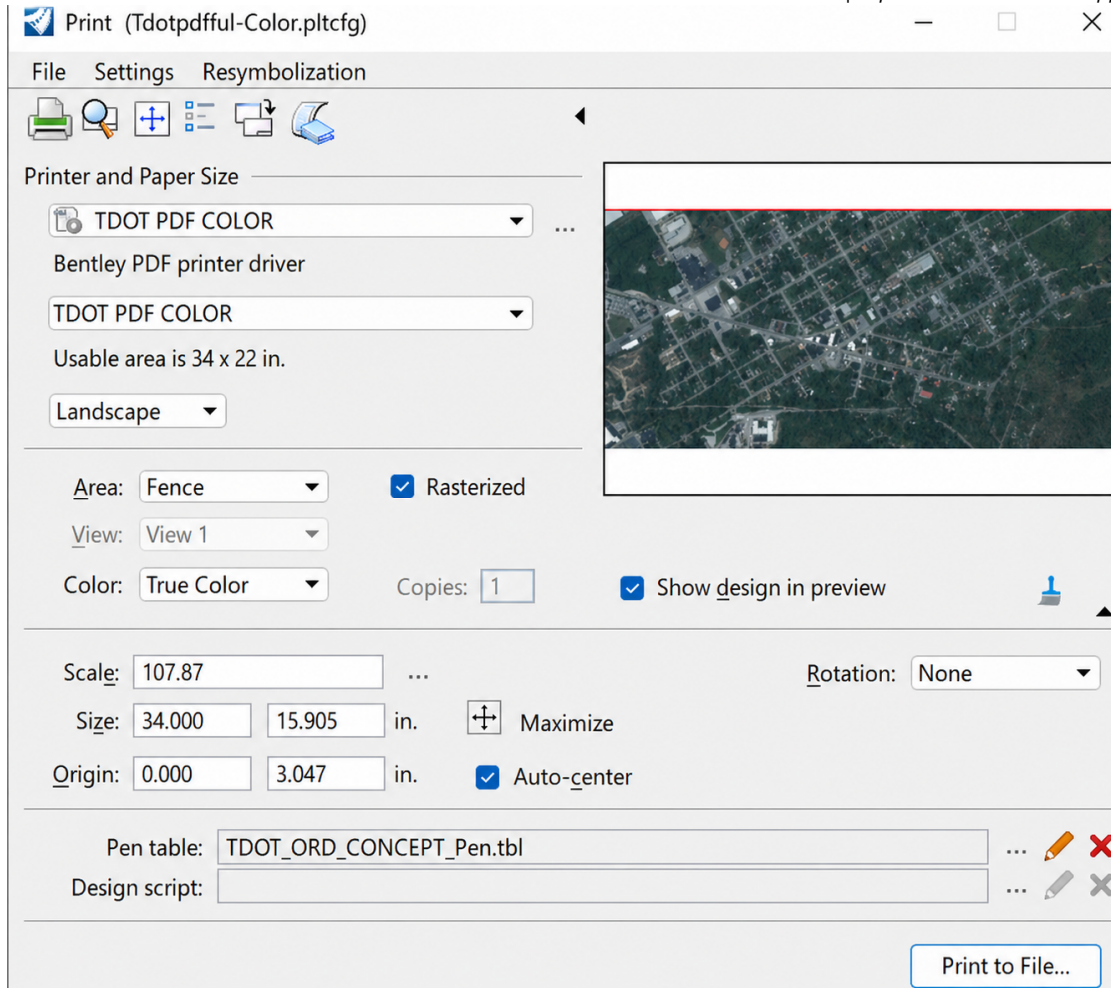 Print (Tdotpdfful-Color.pltcfg)
File Settings Resymbolization
Printer and Paper Size
TDOT PDF COLOR
...
Bentley PDF printer driver
TDOT PDF COLOR
Usable area is 34 x 22 in.
Landscape
Area: Fence Rasterized
View: View 1
Color: True Color Copies: 1 Show design in preview
Scale: 107.87 ... Rotation: None
Size: 34.000 15.905 in. Maximize
Origin: 0.000 3.047 in. Auto-center
Pen table: TDOT_ORD_CONCEPT_Pen.tbl ...
Design script: ...
Print to File...